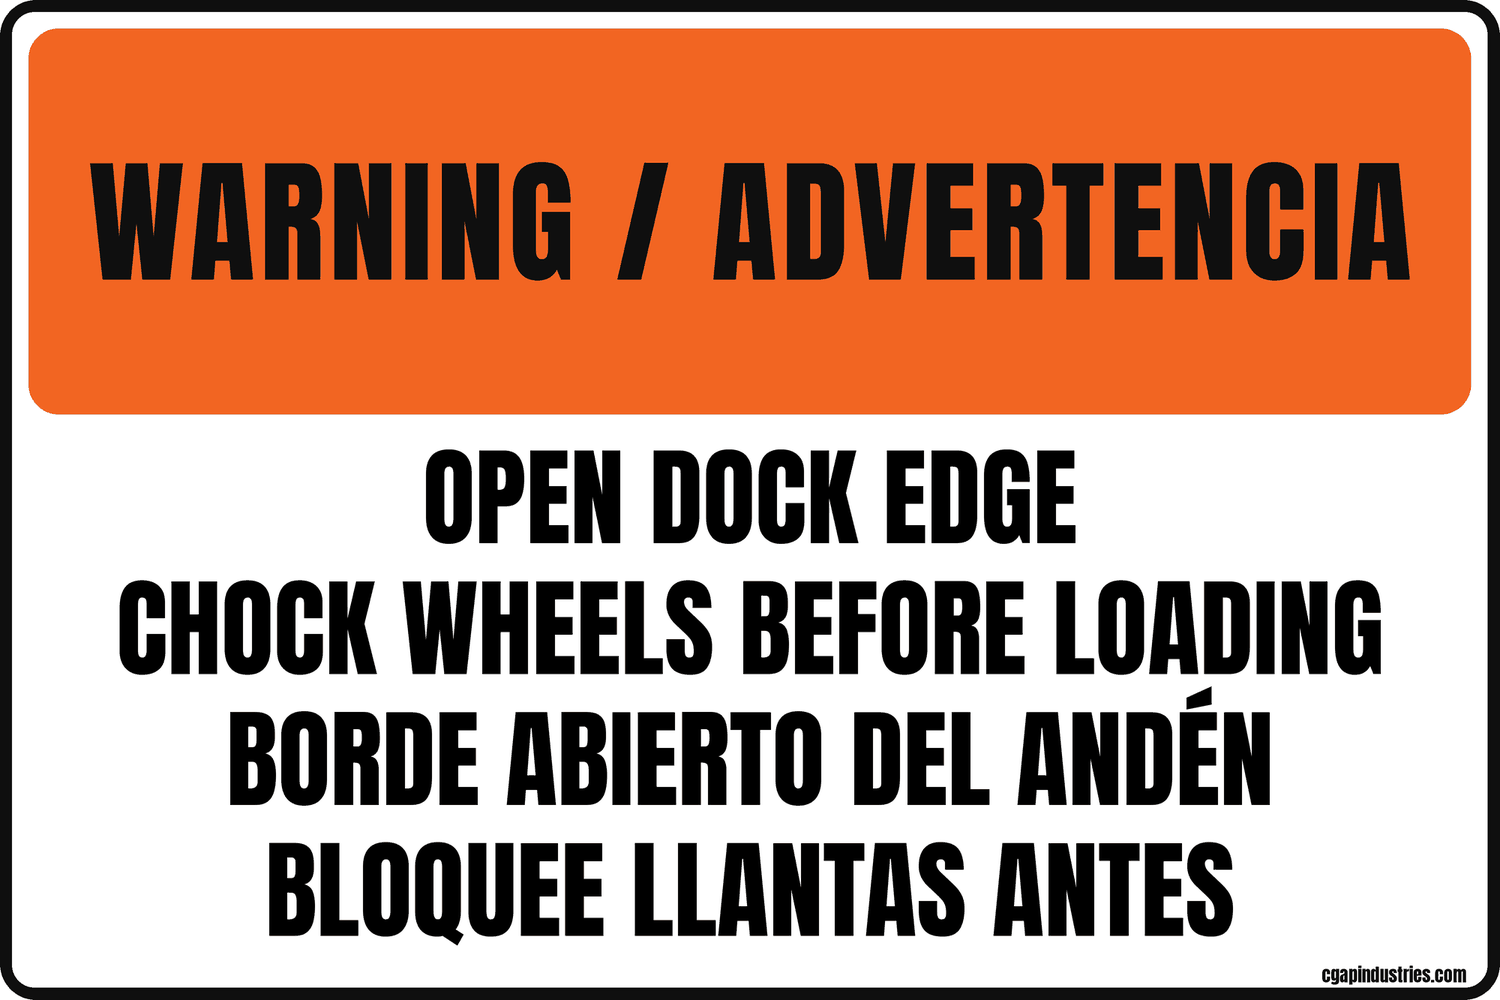 WARNING / ADVERTENCIA
OPEN DOCK EDGE
CHOCK WHEELS BEFORE LOADING
BORDE ABIERTO DEL ANDÉN
BLOQUEE LLANTAS ANTES
cgapindustries.com